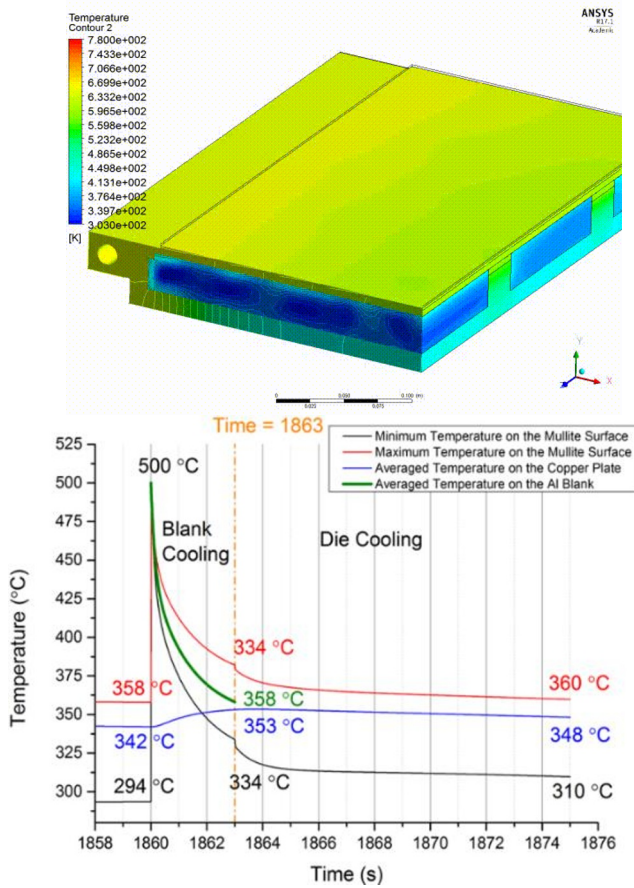 Temperature
Contour 2
7.800e+002
7.433e+002
7.066e+002
6.699e+002
6.332e+002
5.965e+002
5.598e+002
5.232e+002
4.865e+002
4.498e+002
4.131e+002
3.764e+002
3.397e+002
3.030e+002
[K]
ANSYS
R17.1
Academic
Y
X
Z
0
0.025
0.050
0.075
0.100 (m)
Time = 1863
Minimum Temperature on the Mullite Surface
Maximum Temperature on the Mullite Surface
Averaged Temperature on the Copper Plate
Averaged Temperature on the Al Blank
Temperature (°C)
525
500
475
450
425
400
375
350
325
300
500 °C
Blank
Cooling
Die Cooling
334 °C
358 °C
358 °C
360 °C
342 °C
353 °C
348 °C
294 °C
334 °C
310 °C
1858 1860 1862 1864 1866 1868 1870 1872 1874 1876
Time (s)